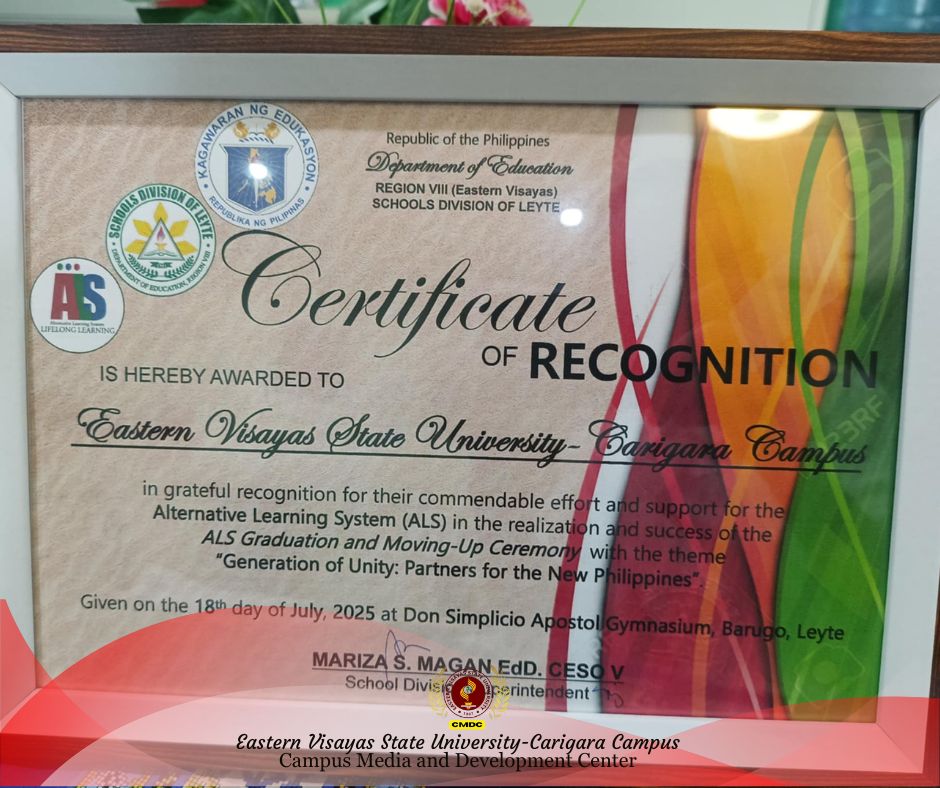 KAGAWARAN NG EDUKASYON
REPUBLIKA NG PILIPINAS
SCHOOLS DIVISION OF LEYTE
DEPARTMENT OF EDUCATION, REGION VIII
ALS
Alternative Learning System
LIFELONG LEARNING
Republic of the Philippines
Department of Education
REGION VIII (Eastern Visayas)
SCHOOLS DIVISION OF LEYTE
Certificate
OF RECOGNITION
IS HEREBY AWARDED TO
Eastern Visayas State University- Carigara Campus
in grateful recognition for their commendable effort and support for the
Alternative Learning System (ALS) in the realization and success of the
ALS Graduation and Moving-Up Ceremony with the theme
"Generation of Unity: Partners for the New Philippines".
Given on the 18th day of July, 2025 at Don Simplicio Apostol Gymnasium, Barugo, Leyte
MARIZA S. MAGAN EdD. CESO V
School Divis perintendent
CMDC
Eastern Visayas State University-Carigara Campus
Campus Media and Development Center